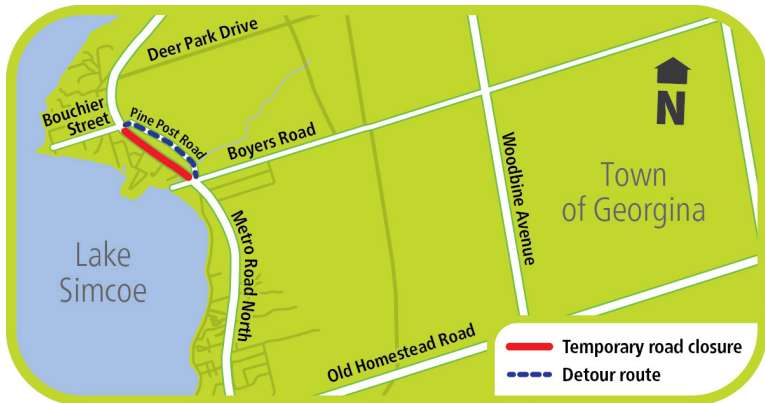 Deer Park Drive
Bouchier
Street
Pine Post Road
Boyers Road
N
Woodbine Avenue
Town
of Georgina
Metro Road North
Lake
Simcoe
Old Homestead Road
Temporary road closure
Detour route